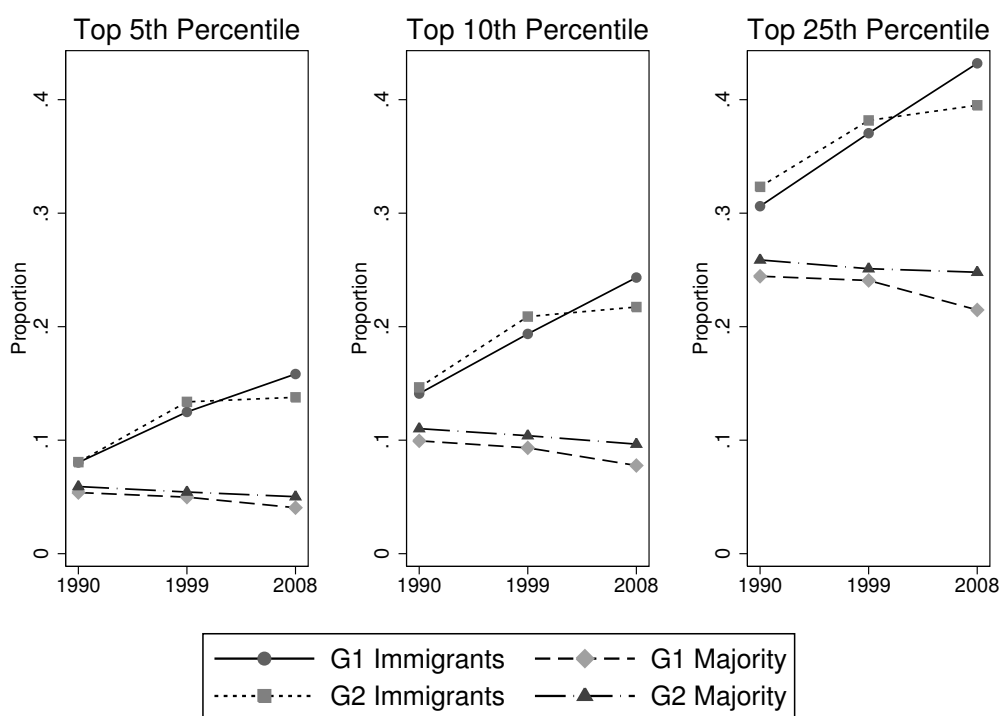 Top 5th Percentile
Top 10th Percentile
Top 25th Percentile
Proportion
0
.1
.2
.3
.4
1990 1999 2008
Proportion
0
.1
.2
.3
.4
1990 1999 2008
Proportion
0
.1
.2
.3
.4
1990 1999 2008
G1 Immigrants G1 Majority
G2 Immigrants G2 Majority